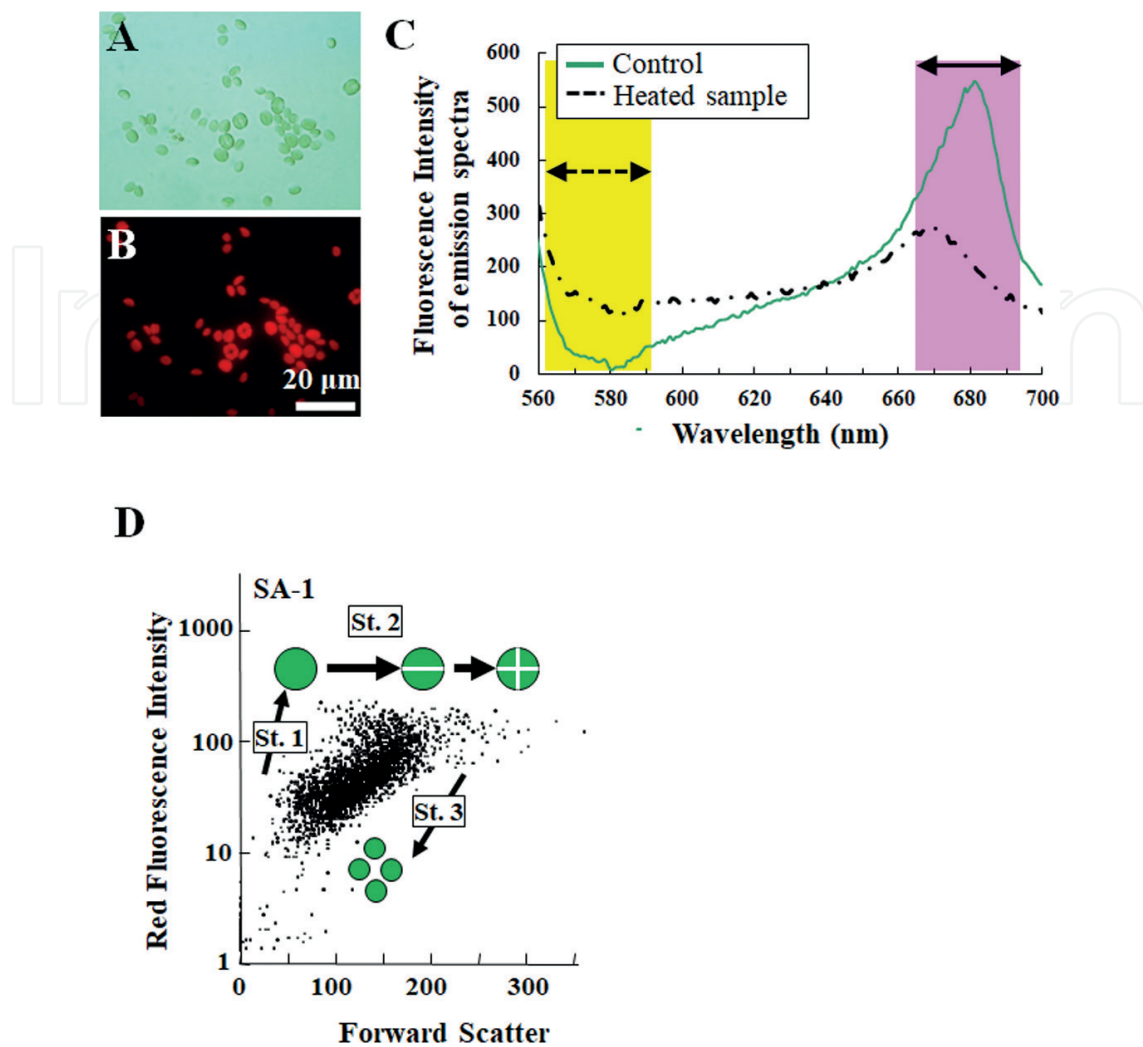 A
B
20 μm
C
Fluorescence Intensity
of emission spectra
600
500
400
300
200
100
0
Control
Heated sample
560
580
600
620
640
660
680
700
Wavelength (nm)
D
SA-1
Red Fluorescence Intensity
1000
100
10
1
St. 1
St. 2
St. 3
0
100
200
300
Forward Scatter